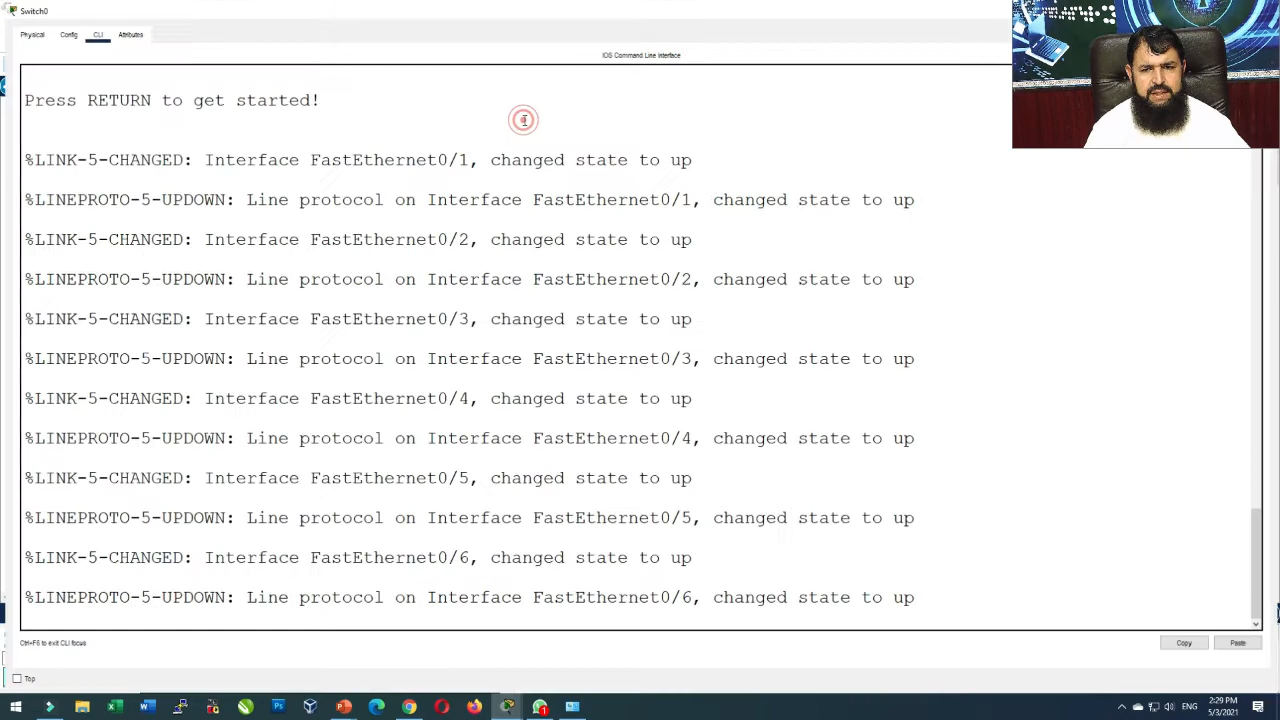 Switch0
Physical Config CLI Attributes
IOS Command Line Interface
Press RETURN to get started!
%LINK-5-CHANGED: Interface FastEthernet0/1, changed state to up
%LINEPROTO-5-UPDOWN: Line protocol on Interface FastEthernet0/1, changed state to up
%LINK-5-CHANGED: Interface FastEthernet0/2, changed state to up
%LINEPROTO-5-UPDOWN: Line protocol on Interface FastEthernet0/2, changed state to up
%LINK-5-CHANGED: Interface FastEthernet0/3, changed state to up
%LINEPROTO-5-UPDOWN: Line protocol on Interface FastEthernet0/3, changed state to up
%LINK-5-CHANGED: Interface FastEthernet0/4, changed state to up
%LINEPROTO-5-UPDOWN: Line protocol on Interface FastEthernet0/4, changed state to up
%LINK-5-CHANGED: Interface FastEthernet0/5, changed state to up
%LINEPROTO-5-UPDOWN: Line protocol on Interface FastEthernet0/5, changed state to up
%LINK-5-CHANGED: Interface FastEthernet0/6, changed state to up
%LINEPROTO-5-UPDOWN: Line protocol on Interface FastEthernet0/6, changed state to up
Ctrl+F6 to exit CLI focus
Copy Paste
Top
2:29 PM
5/3/2021